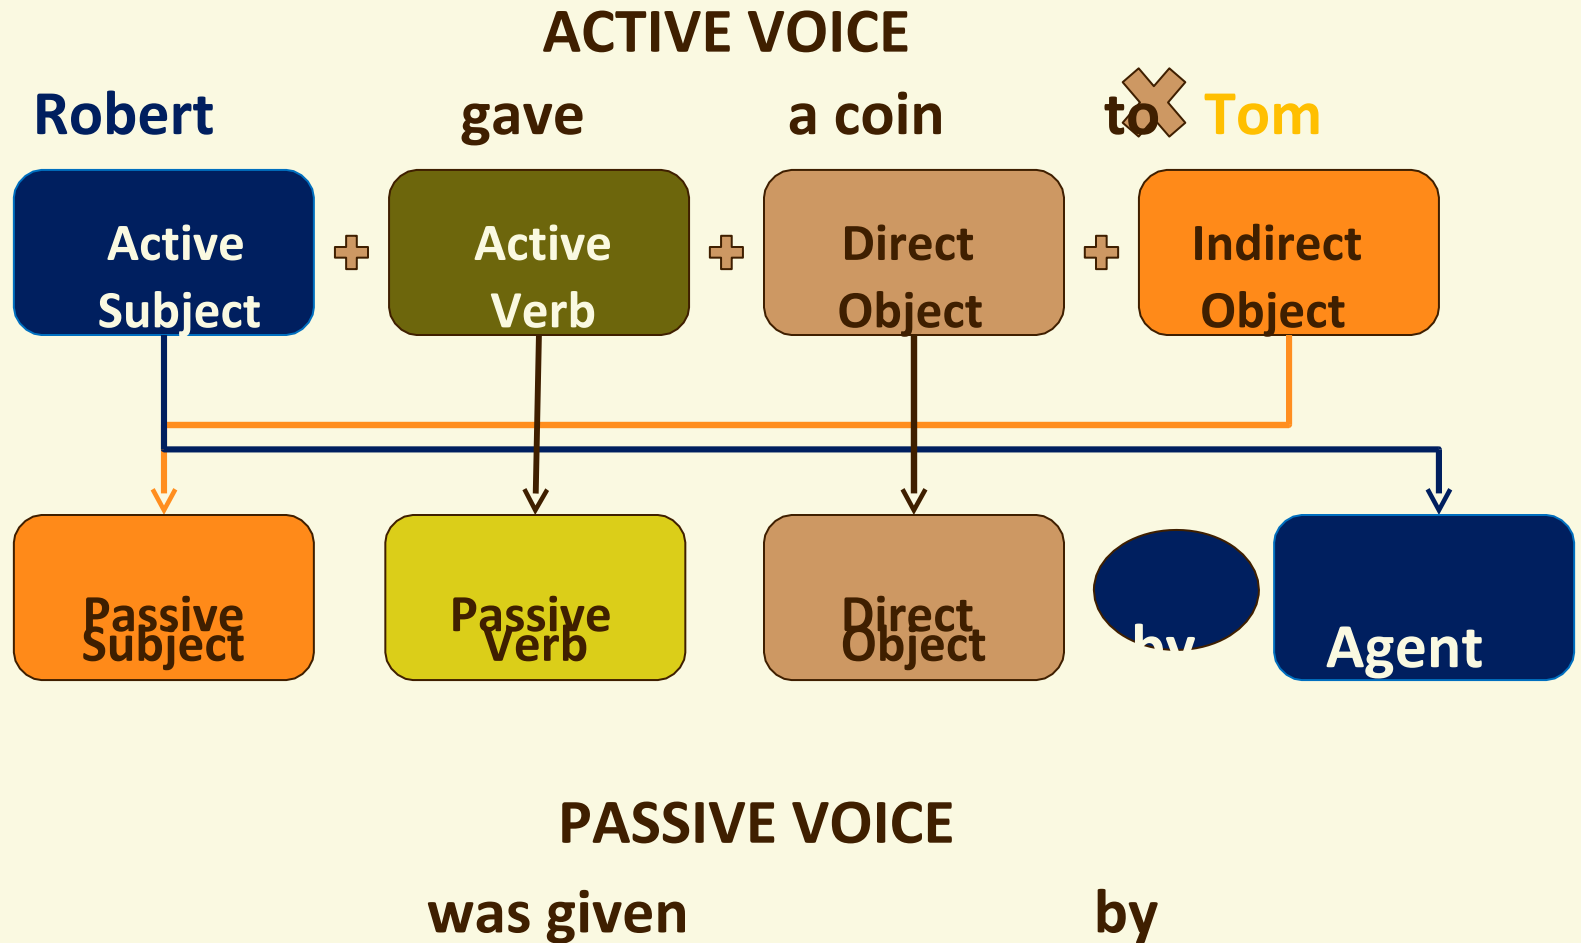 ACTIVE VOICE
Robert gave a coin to Tom
Active Subject
Active Verb
Direct Object
Indirect Object
Passive Subject
Passive Verb
Direct Object
by
Agent
PASSIVE VOICE
was given by